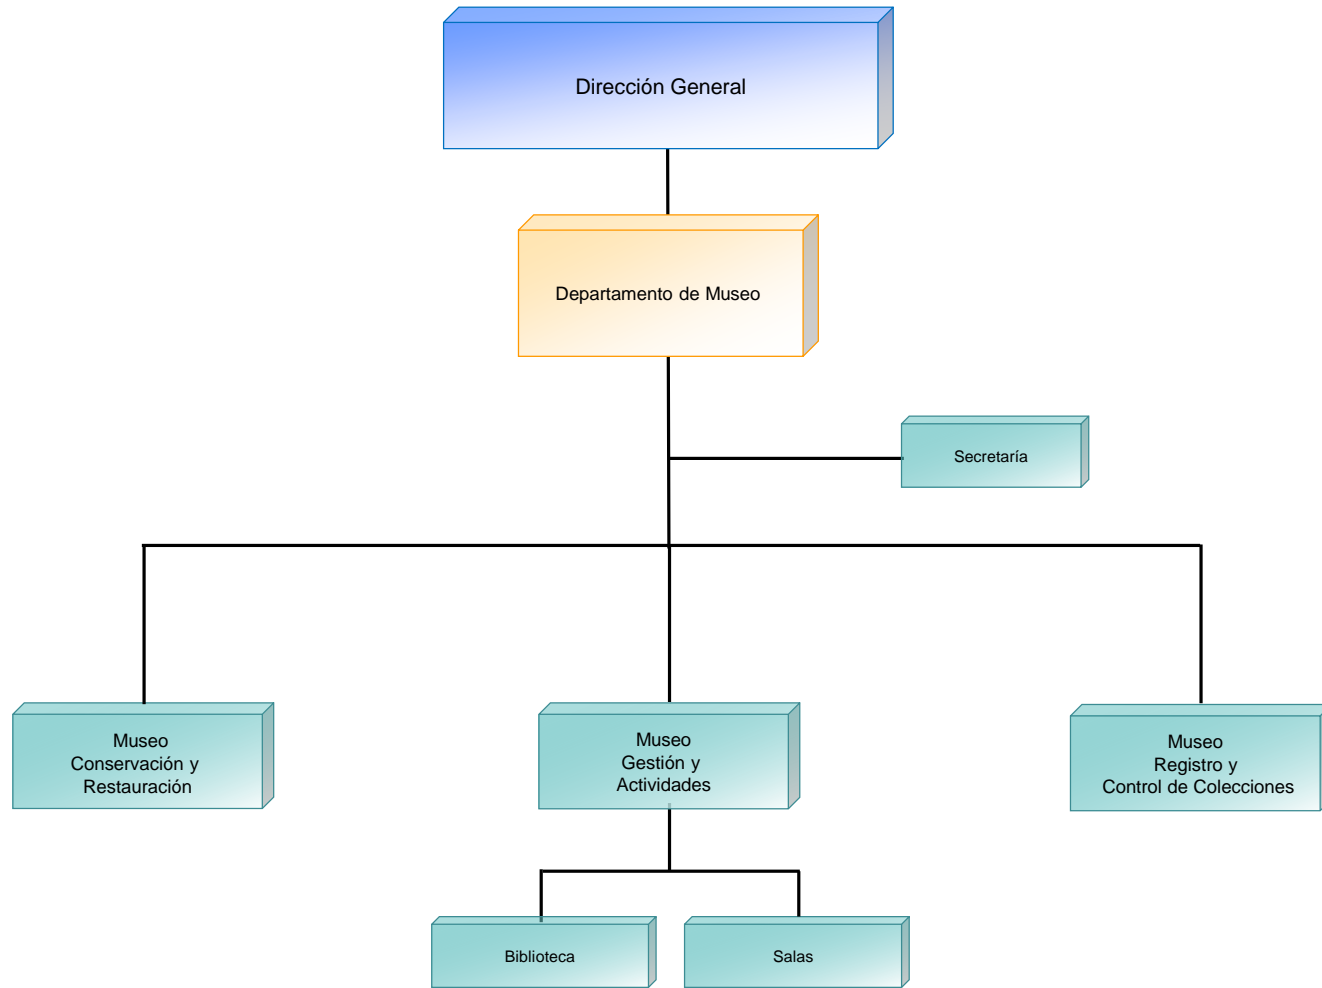 Dirección General
Departamento de Museo
Secretaría
Museo
Conservación y
Restauración
Museo
Gestión y
Actividades
Museo
Registro y
Control de Colecciones
Biblioteca
Salas